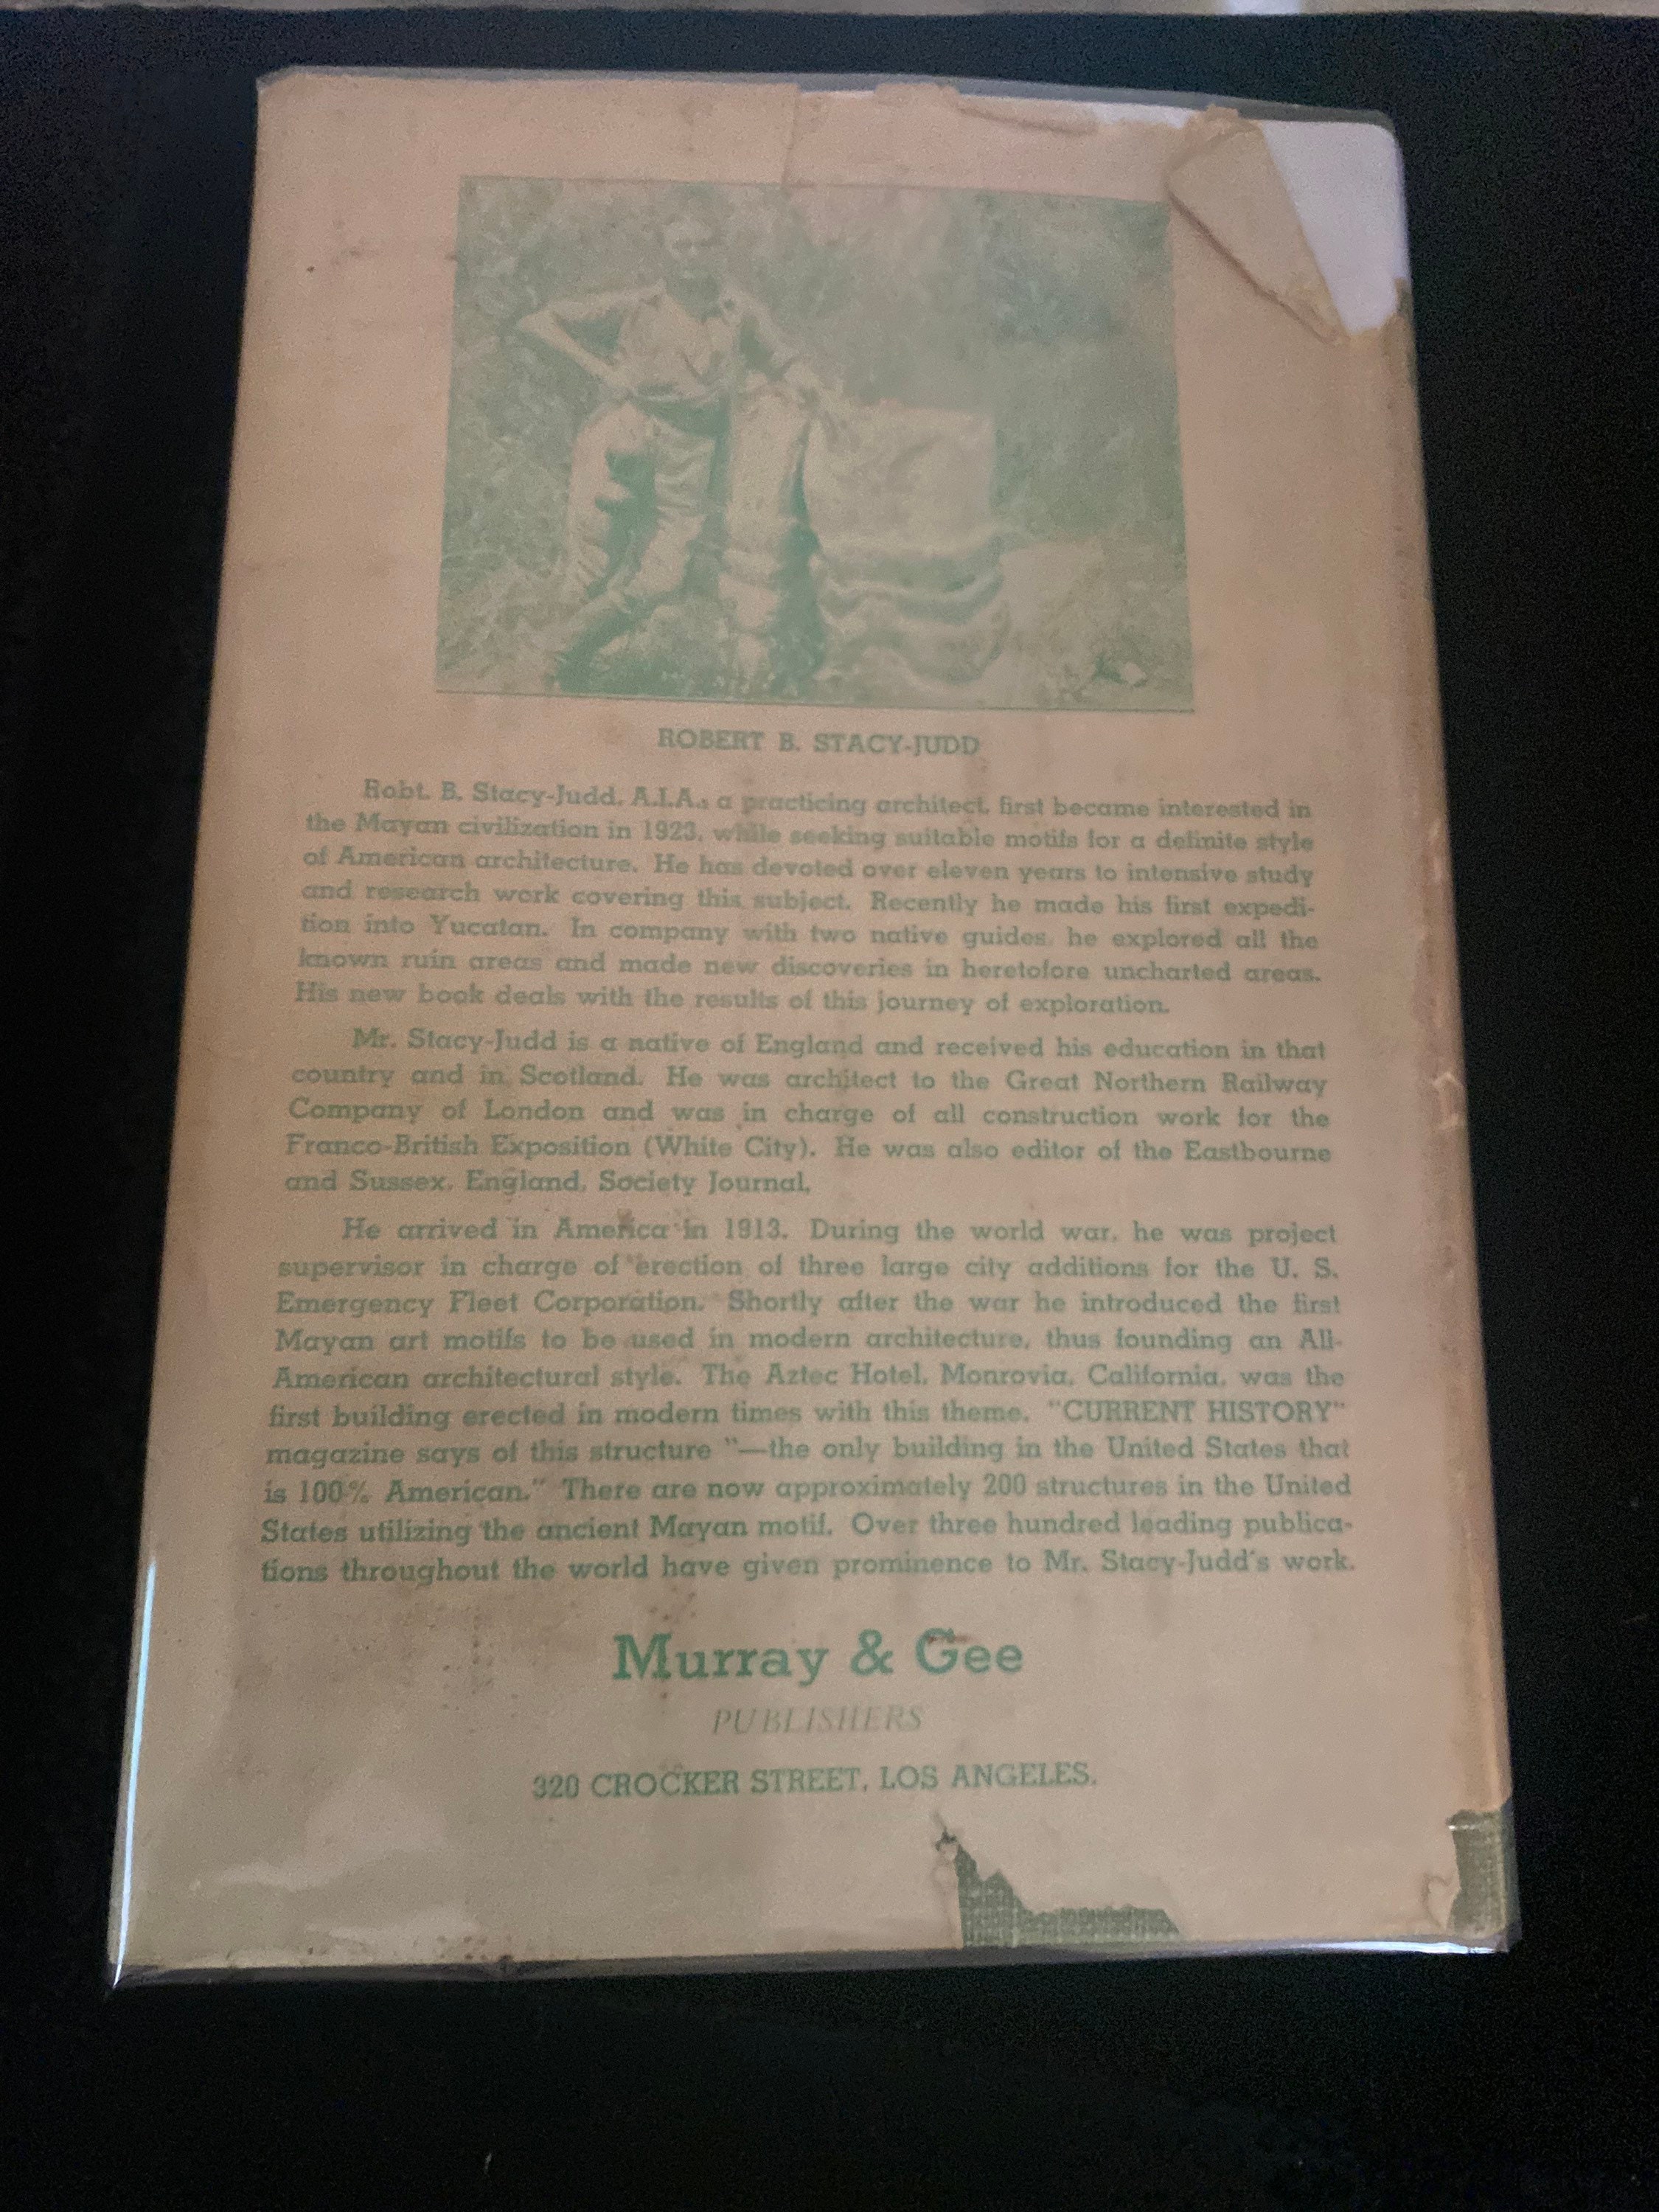 ROBERT B. STACY-JUDD
Robt. B. Stacy-Judd, A.I.A., a practicing architect, first became interested in
the Mayan civilization in 1923, while seeking suitable motifs for a definite style
of American architecture. He has devoted over eleven years to intensive study
and research work covering this subject. Recently he made his first expedi-
tion into Yucatan. In company with two native guides, he explored all the
known ruin areas and made new discoveries in heretofore uncharted areas.
His new book deals with the results of this journey of exploration.
Mr. Stacy-Judd is a native of England and received his education in that
country and in Scotland. He was architect to the Great Northern Railway
Company of London and was in charge of all construction work for the
Franco-British Exposition (White City). He was also editor of the Eastbourne
and Sussex, England, Society Journal.
He arrived in America in 1913. During the world war, he was project
supervisor in charge of erection of three large city additions for the U. S.
Emergency Fleet Corporation. Shortly after the war he introduced the first
Mayan art motifs to be used in modern architecture, thus founding an All-
American architectural style. The Aztec Hotel, Monrovia, California, was the
first building erected in modern times with this theme. "CURRENT HISTORY"
magazine says of this structure "—the only building in the United States that
is 100% American." There are now approximately 200 structures in the United
States utilizing the ancient Mayan motif. Over three hundred leading publica-
tions throughout the world have given prominence to Mr. Stacy-Judd's work.
Murray & Gee
PUBLISHERS
320 CROCKER STREET, LOS ANGELES.